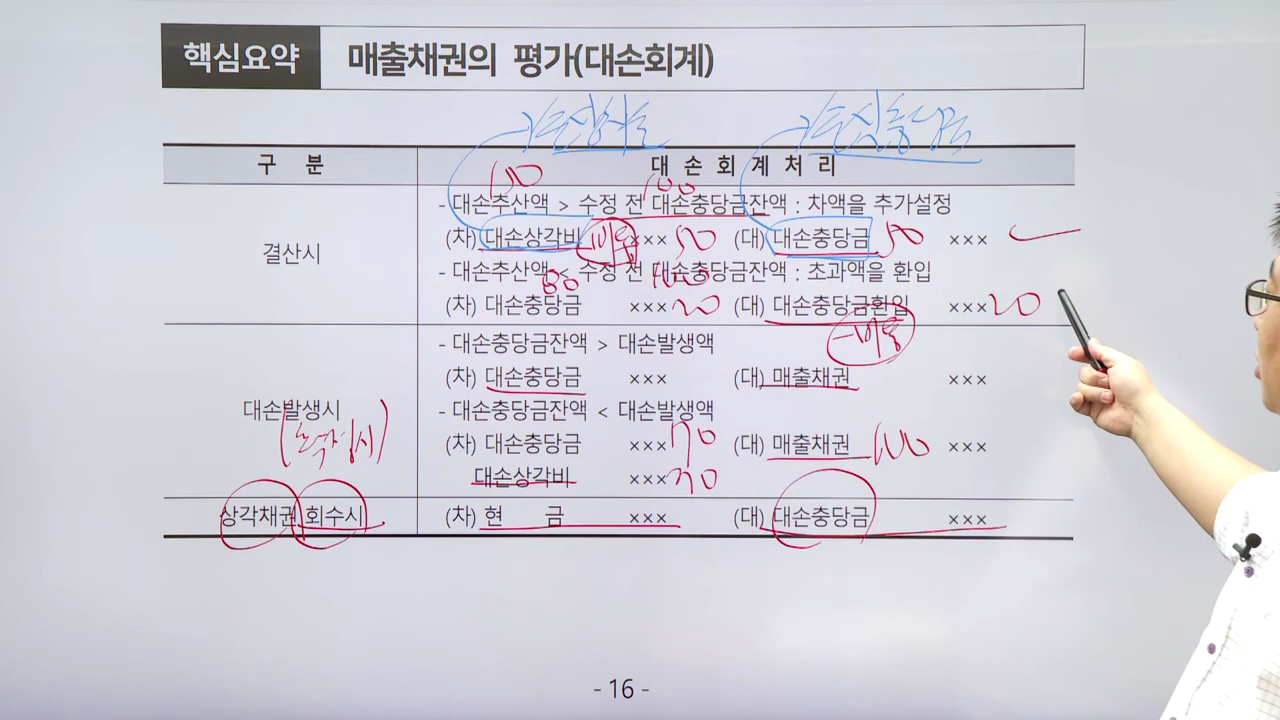 핵심요약 매출채권의 평가(대손회계)
구 분 대 손 회 계 처 리
150 100
- 대손추산액 > 수정 전 대손충당금잔액 : 차액을 추가설정
결산시
(차) 대손상각비 비용 ××× 50 (대) 대손충당금 50 ×××
- 대손추산액 < 수정 전 대손충당금잔액 : 초과액을 환입
80 100
(차) 대손충당금 ××× 20 (대) 대손충당금환입 ××× 20
-비용
- 대손충당금잔액 > 대손발생액
(차) 대손충당금 ××× (대) 매출채권 ×××
대손발생시
- 대손충당금잔액 < 대손발생액
(차) 대손충당금 ××× (대) 매출채권 100 ×××
대손상각비 ×××
상각채권 회수시 (차) 현 금 ××× (대) 대손충당금 ×××
- 16 -